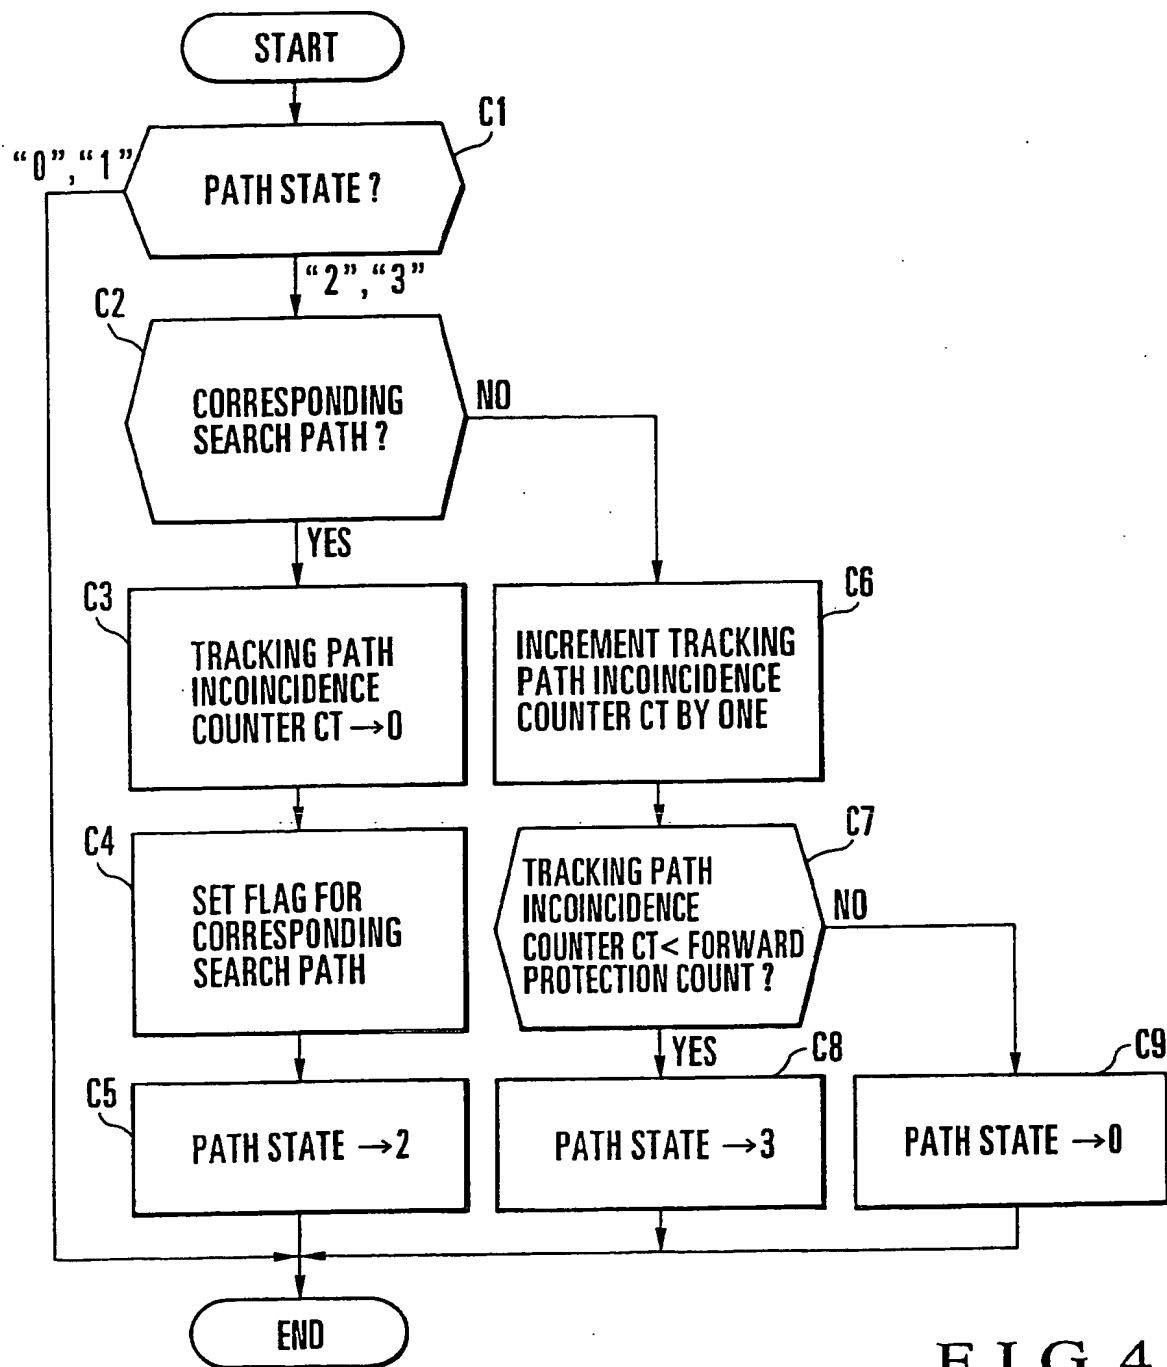 START
C1
"0","1"
PATH STATE ?
"2","3"
C2
CORRESPONDING
SEARCH PATH ?
NO
YES
C3
TRACKING PATH
INCOINCIDENCE
COUNTER CT →0
C6
INCREMENT TRACKING
PATH INCOINCIDENCE
COUNTER CT BY ONE
C4
SET FLAG FOR
CORRESPONDING
SEARCH PATH
C7
TRACKING PATH
INCOINCIDENCE
COUNTER CT < FORWARD
PROTECTION COUNT ?
NO
YES
C5
PATH STATE →2
C8
PATH STATE →3
C9
PATH STATE →0
END
FIG.4